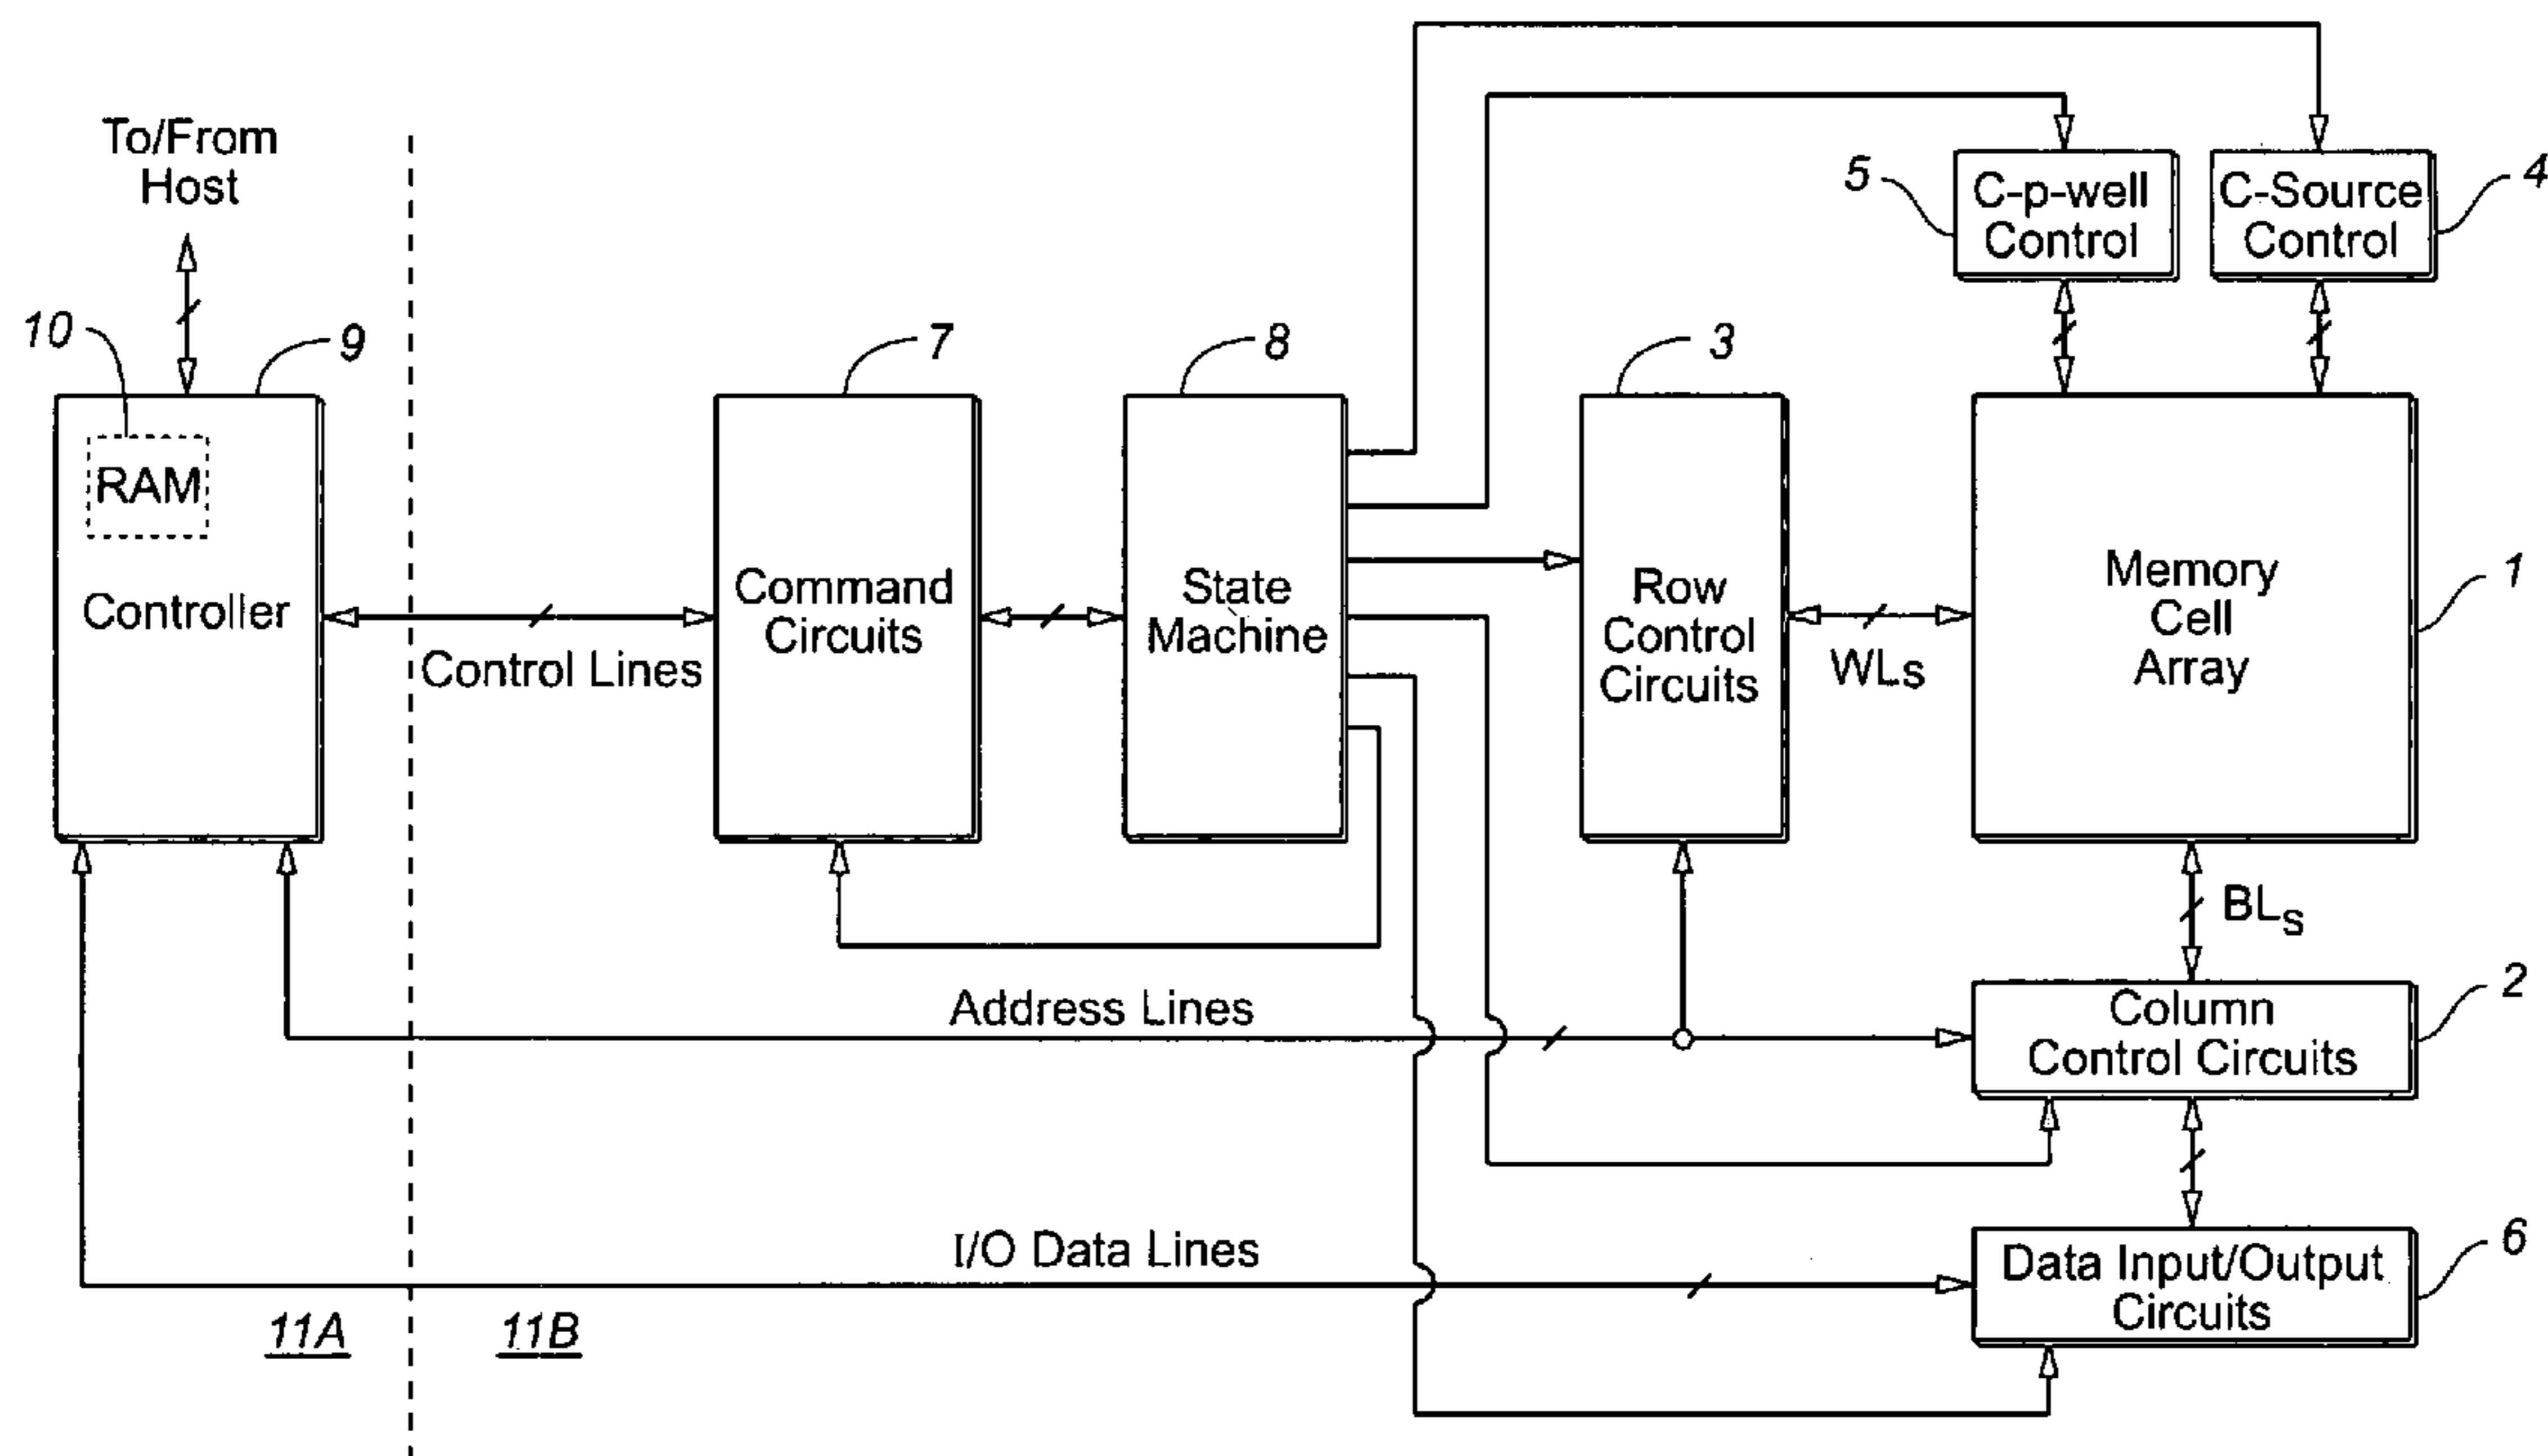 To/From
Host
10
9
7
8
3
5
4
C-p-well
Control
C-Source
Control
RAM
Controller
Control Lines
Command
Circuits
State
Machine
Row
Control
Circuits
WLs
Memory
Cell
Array
1
BLs
Address Lines
Column
Control Circuits
2
I/O Data Lines
Data Input/Output
Circuits
6
11A
11B